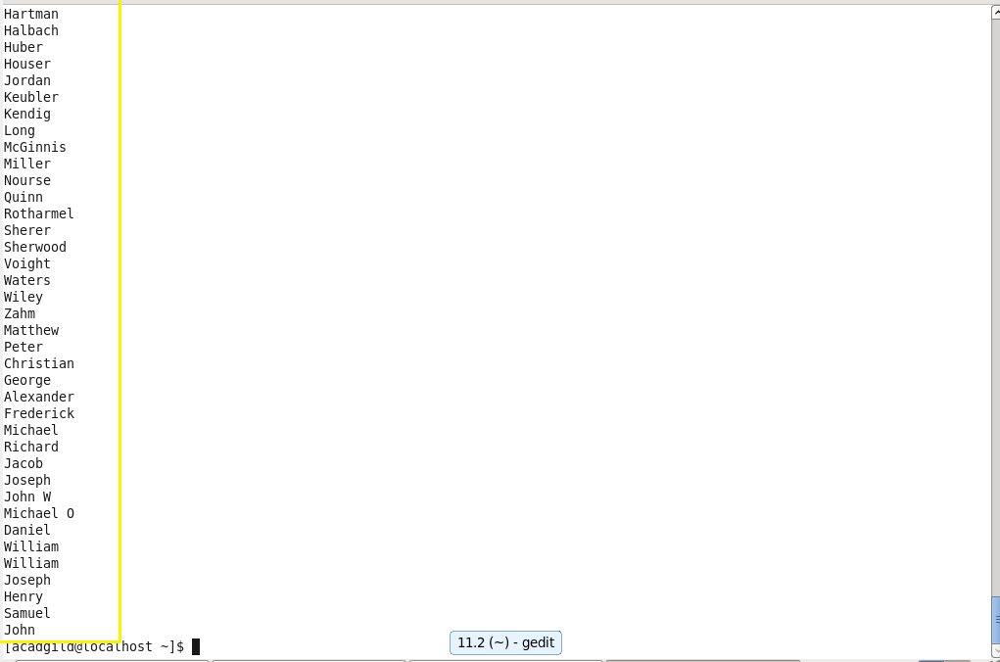 Hartman
Halbach
Huber
Houser
Jordan
Keubler
Kendig
Long
McGinnis
Miller
Nourse
Quinn
Rotharmel
Sherer
Sherwood
Voight
Waters
Wiley
Zahm
Matthew
Peter
Christian
George
Alexander
Frederick
Michael
Richard
Jacob
Joseph
John W
Michael O
Daniel
William
William
Joseph
Henry
Samuel
John
[acadgild@localhost ~]$
11.2 (~) - gedit